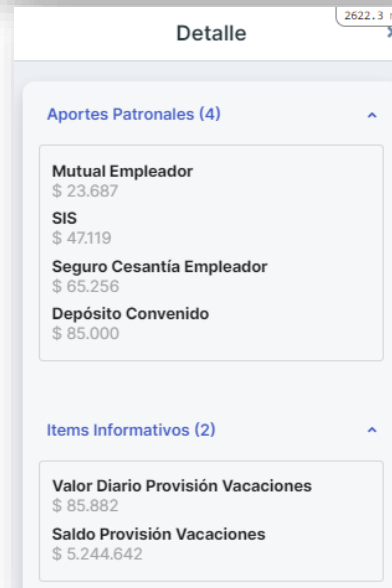 2622.3
Detalle
Aportes Patronales (4)
Mutual Empleador
$ 23.687
SIS
$ 47.119
Seguro Cesantía Empleador
$ 65.256
Depósito Convenido
$ 85.000
Items Informativos (2)
Valor Diario Provisión Vacaciones
$ 85.882
Saldo Provisión Vacaciones
$ 5.244.642